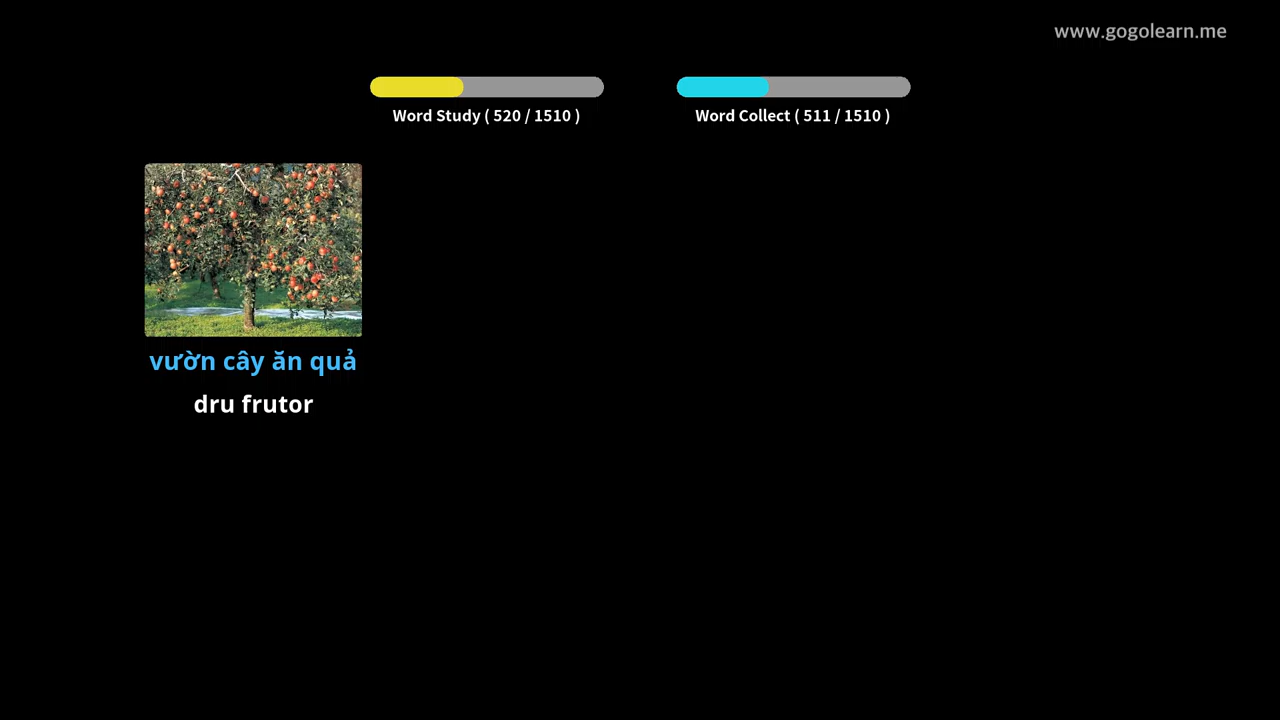 www.gogolearn.me
Word Study ( 520 / 1510 )
Word Collect ( 511 / 1510 )
vườn cây ăn quả
dru frutor